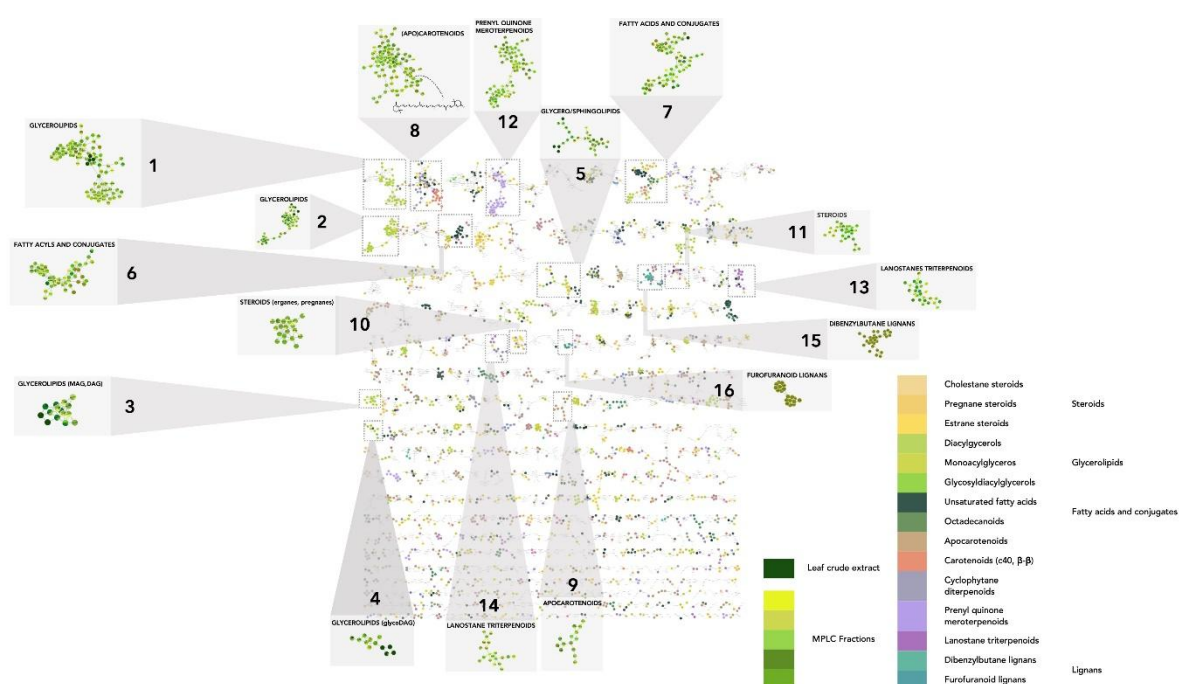 (APO)CAROTENOIDS
8
PRENYL QUINONE
MEROTERPENOIDS
12
FATTY ACIDS AND CONJUGATES
7
GLYCERO/SPHINGOLIPIDS
5
GLYCEROLIPIDS
1
GLYCEROLIPIDS
2
FATTY ACYLS AND CONJUGATES
6
STEROIDS
11
LANOSTANES TRITERPENOIDS
13
STEROIDS (erganes, pregnanes)
10
DIBENZYLBUTANE LIGNANS
15
FUROFURANOID LIGNANS
16
GLYCEROLIPIDS (MAG,DAG)
3
4
GLYCEROLIPIDS (glycoDAG)
14
LANOSTANE TRITERPENOIDS
9
APOCAROTENOIDS
Leaf crude extract
MPLC Fractions
Cholestane steroids
Pregnane steroids
Steroids
Estrane steroids
Diacylgycerols
Monoacylglyceros
Glycerolipids
Glycosyldiacylglycerols
Unsaturated fatty acids
Fatty acids and conjugates
Octadecanoids
Apocarotenoids
Carotenoids (c40, β-β)
Cyclophytane
diterpenoids
Prenyl quinone
meroterpenoids
Lanostane triterpenoids
Dibenzylbutane lignans
Lignans
Furofuranoid lignans